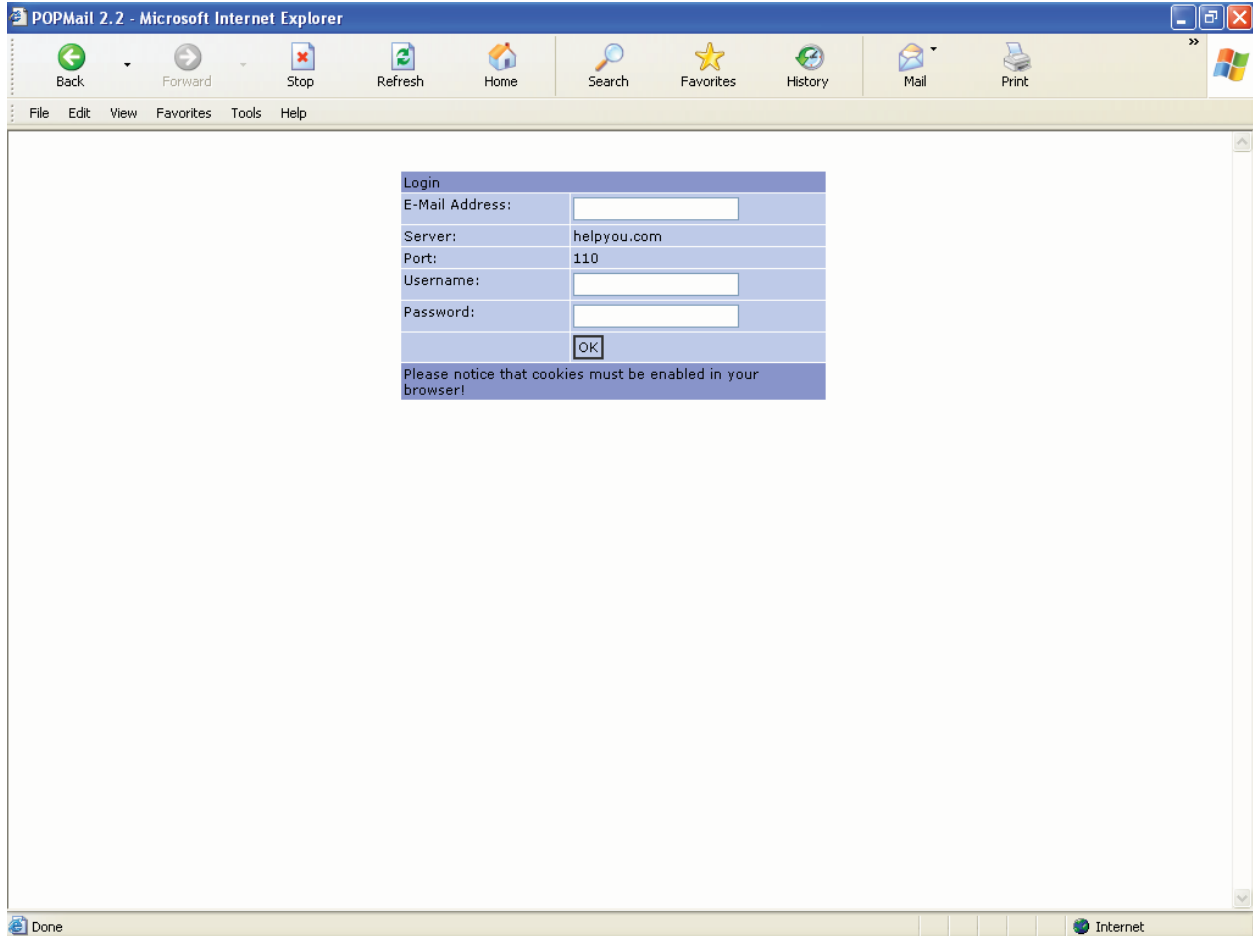 POPMail 2.2 - Microsoft Internet Explorer
Back Forward Stop Refresh Home Search Favorites History Mail Print »
File Edit View Favorites Tools Help
Login
E-Mail Address:
Server: helpyou.com
Port: 110
Username:
Password:
OK
Please notice that cookies must be enabled in your
browser!
Done Internet